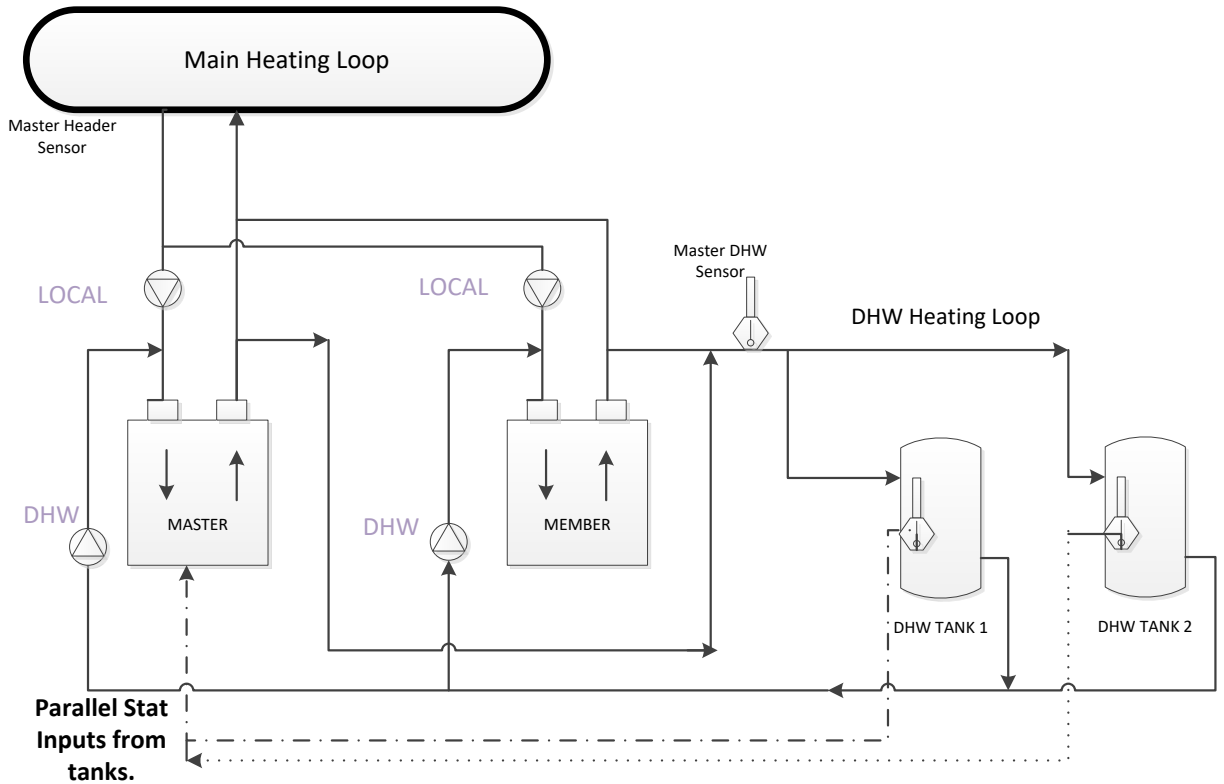 Main Heating Loop
Master Header
Sensor
Master DHW
Sensor
LOCAL
LOCAL
DHW Heating Loop
DHW
MASTER
DHW
MEMBER
DHW TANK 1
DHW TANK 2
Parallel Stat
Inputs from
tanks.